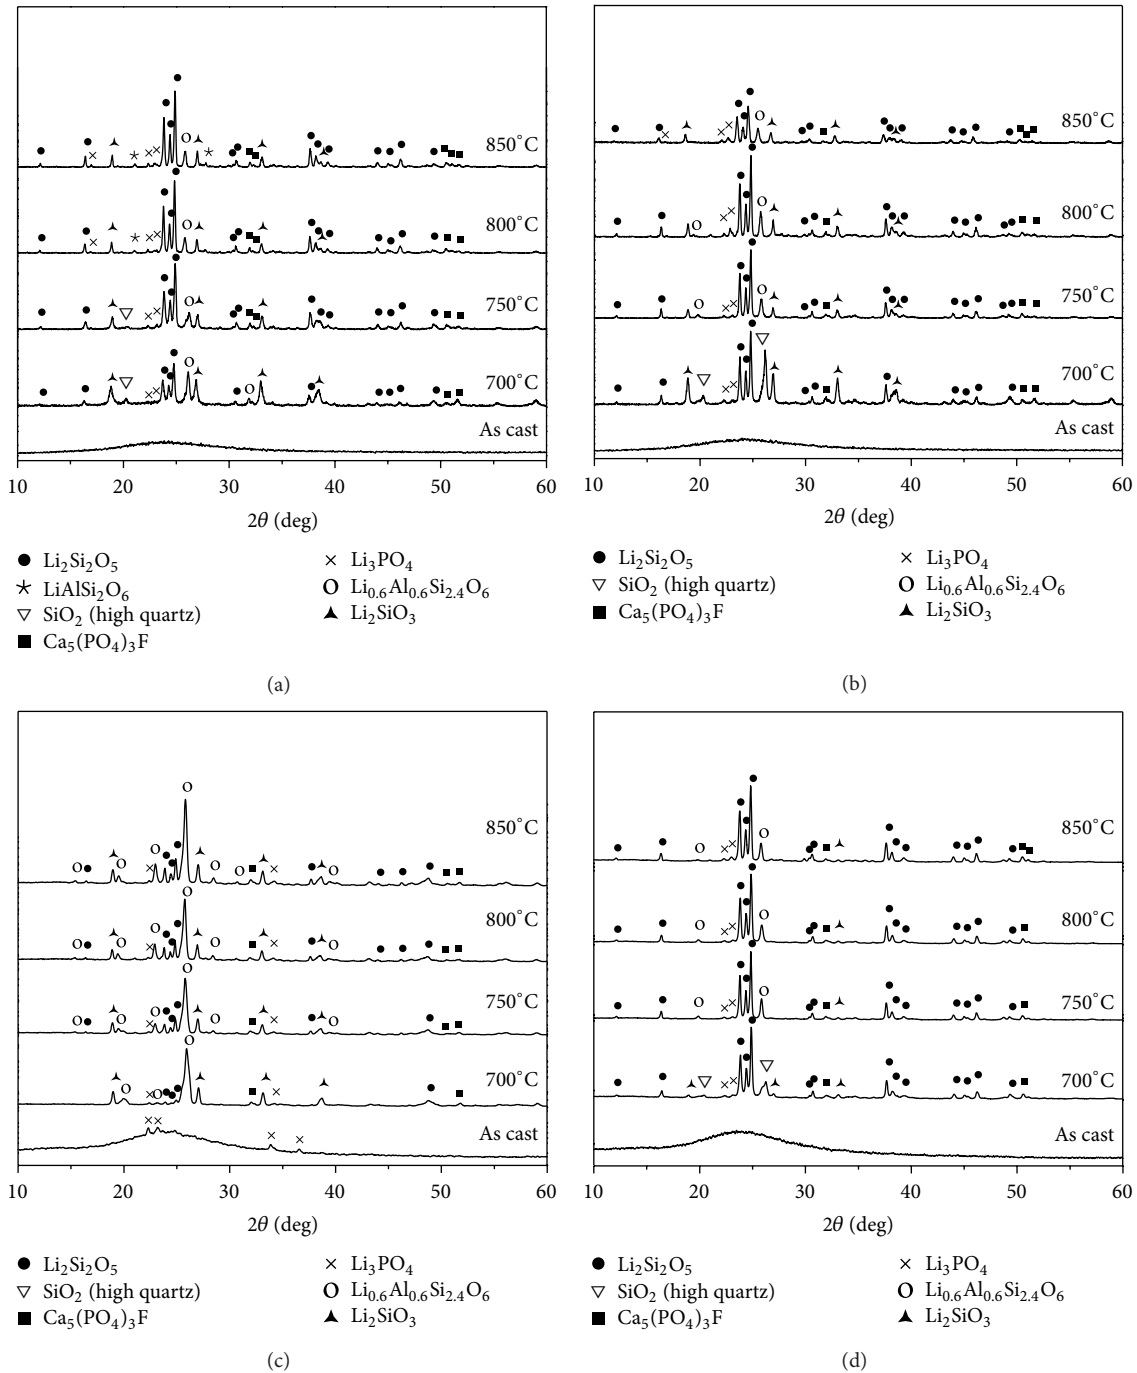 850°C
800°C
750°C
700°C
As cast
10 20 30 40 50 60
2θ (deg)
Li₂Si₂O₅
LiAlSi₂O₆
SiO₂ (high quartz)
Ca₅(PO₄)₃F
Li₃PO₄
Li₀.₆Al₀.₆Si₂.₄O₆
Li₂SiO₃
(a)
850°C
800°C
750°C
700°C
As cast
10 20 30 40 50 60
2θ (deg)
Li₂Si₂O₅
SiO₂ (high quartz)
Ca₅(PO₄)₃F
Li₃PO₄
Li₀.₆Al₀.₆Si₂.₄O₆
Li₂SiO₃
(b)
850°C
800°C
750°C
700°C
As cast
10 20 30 40 50 60
2θ (deg)
Li₂Si₂O₅
SiO₂ (high quartz)
Ca₅(PO₄)₃F
Li₃PO₄
Li₀.₆Al₀.₆Si₂.₄O₆
Li₂SiO₃
(c)
850°C
800°C
750°C
700°C
As cast
10 20 30 40 50 60
2θ (deg)
Li₂Si₂O₅
SiO₂ (high quartz)
Ca₅(PO₄)₃F
Li₃PO₄
Li₀.₆Al₀.₆Si₂.₄O₆
Li₂SiO₃
(d)